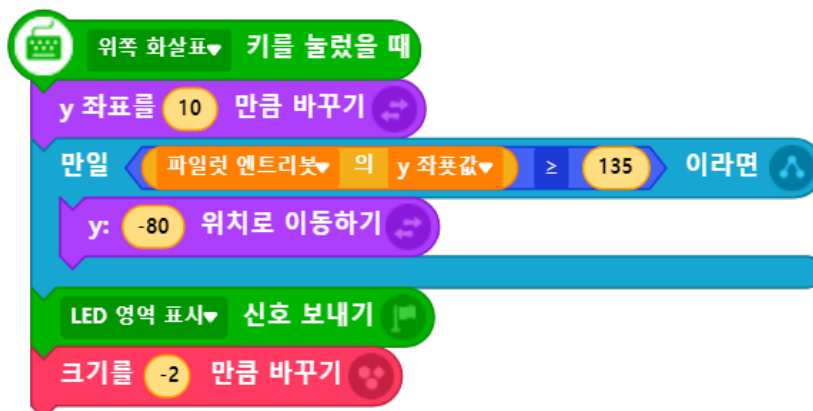 위쪽 화살표▼ 키를 눌렀을 때
y 좌표를 10 만큼 바꾸기
만일 파일럿 엔트리봇▼ 의 y 좌푯값▼ ≥ 135 이라면
y: -80 위치로 이동하기
LED 영역 표시▼ 신호 보내기
크기를 -2 만큼 바꾸기